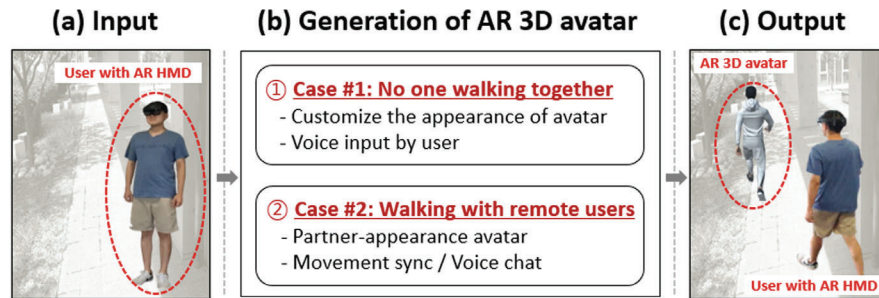 (a) Input
(b) Generation of AR 3D avatar
(c) Output
User with AR HMD
① Case #1: No one walking together
- Customize the appearance of avatar
- Voice input by user
② Case #2: Walking with remote users
- Partner-appearance avatar
- Movement sync / Voice chat
AR 3D avatar
User with AR HMD